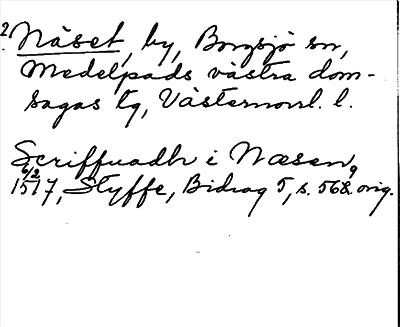 2. Näset, by, Borgsjö sn,
Medelpads västra dom-
sagas tg, Västernorrl. l.
Scriffuadh i Næsen,
6/2 1517, Styffe, Bidrag 5, s. 568. orig.